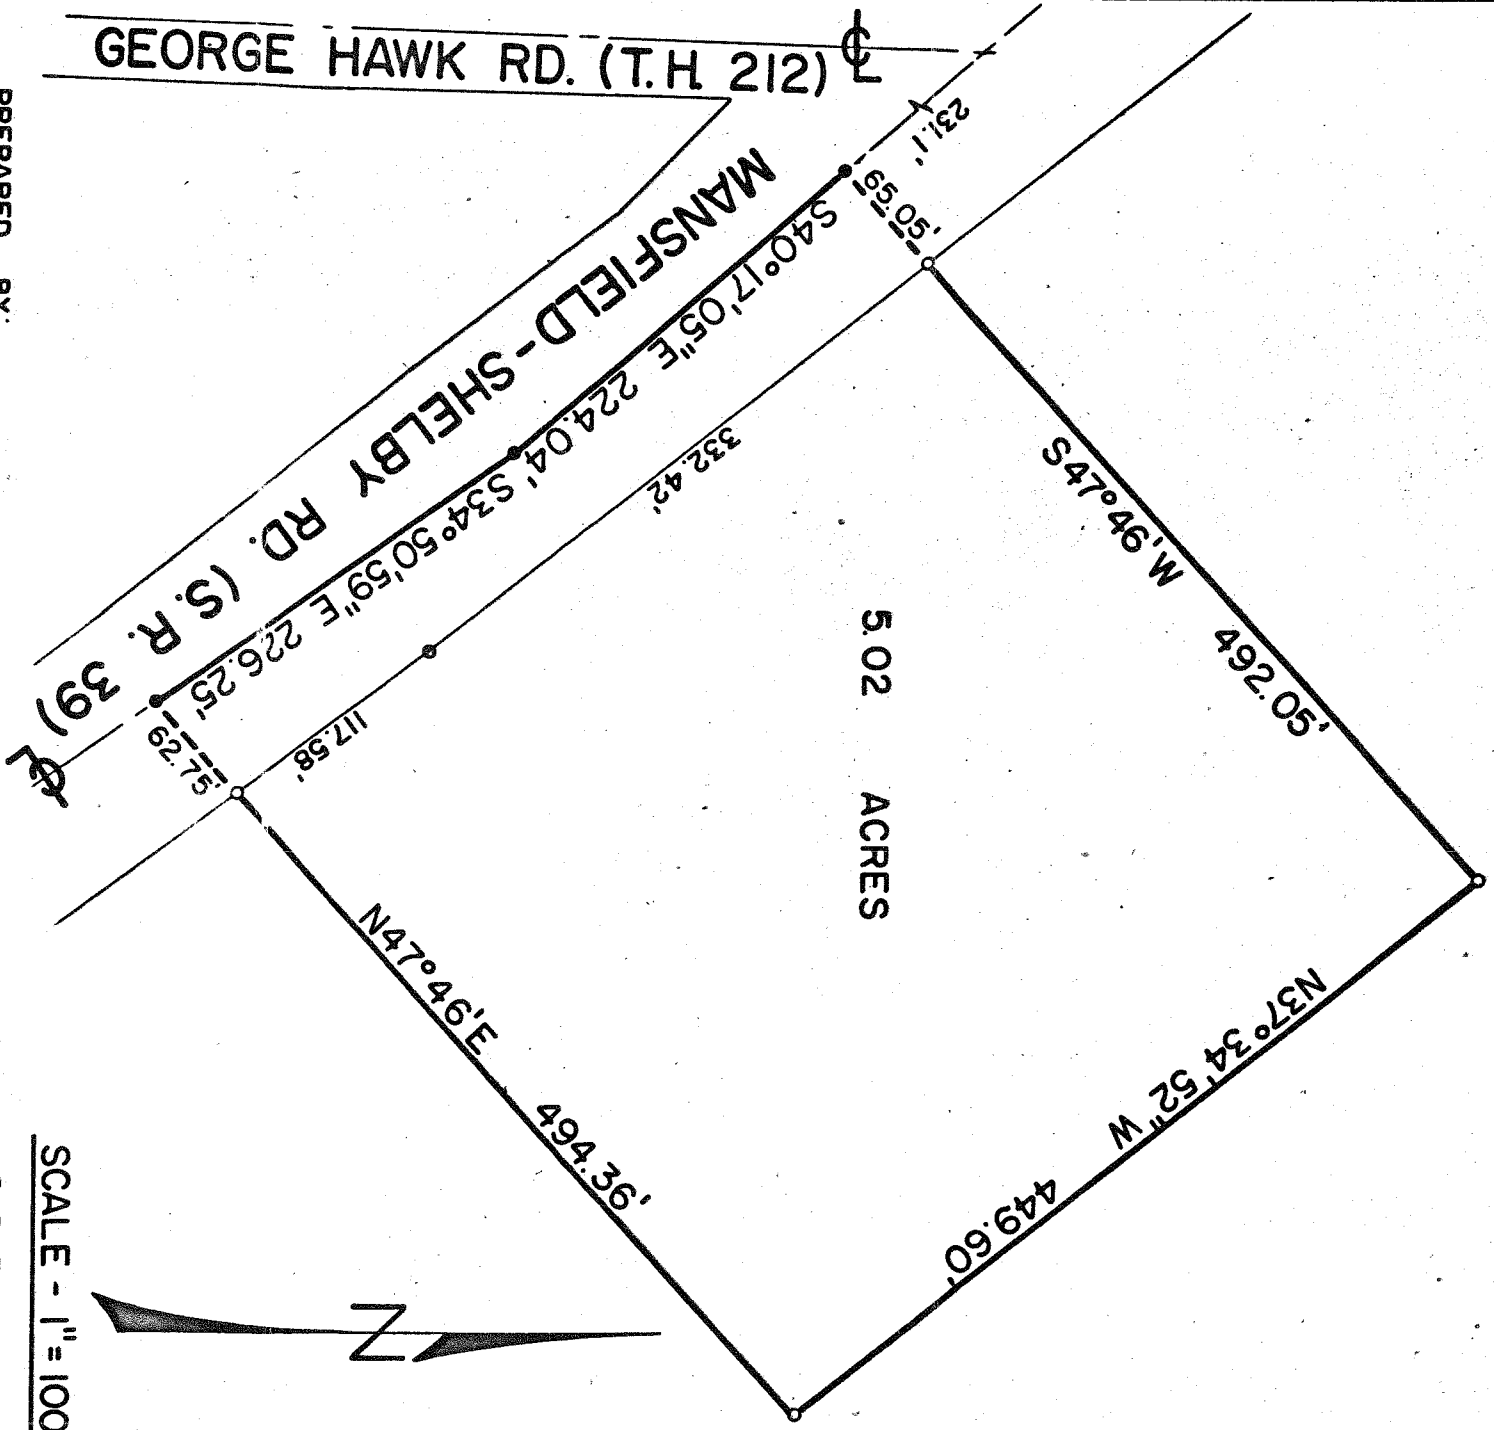 GEORGE HAWK RD. (T.H. 212) ℄
231.1'
65.05'
MANSFIELD-SHELBY RD. (S.R. 39)
℄
S40°17'05"E 224.04'
S34°50'59"E 226.25'
332.42'
117.58'
62.75'
S47°46'W 492.05'
5.02 ACRES
N37°34'52"W 449.60'
N47°46'E 494.36'
N
SCALE - 1"=100
PREPARED BY: